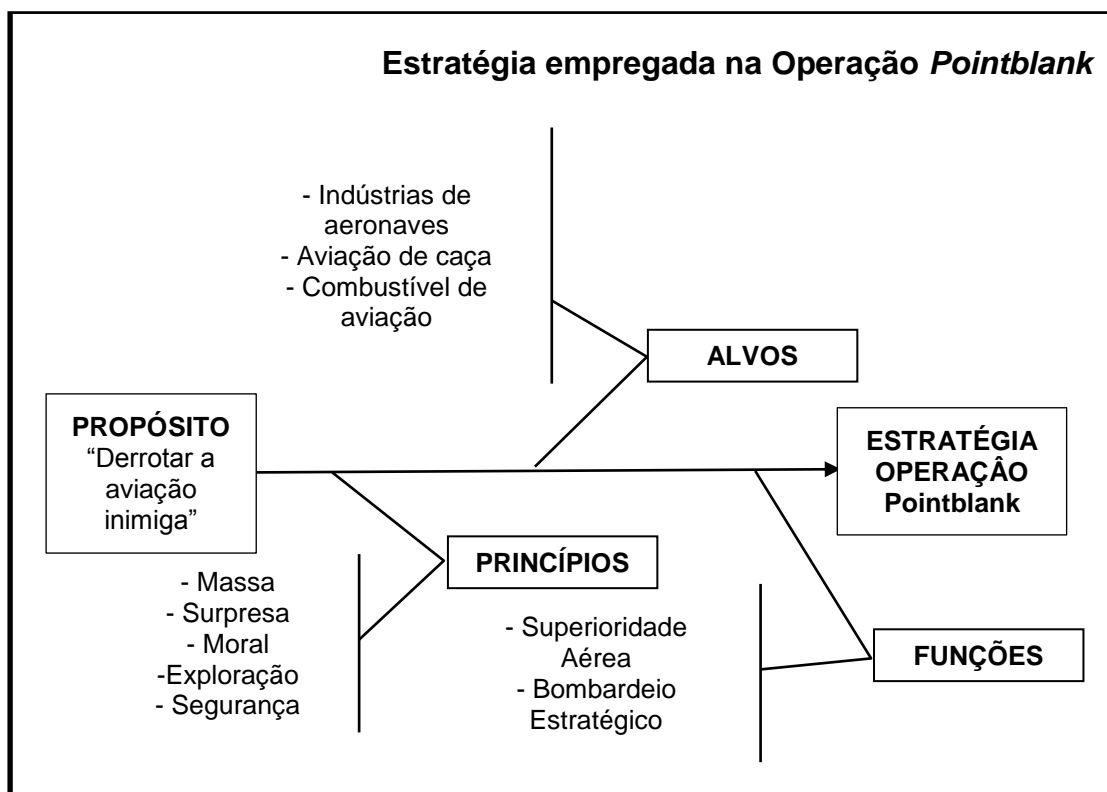 Estratégia empregada na Operação Pointblank
- Indústrias de
aeronaves
- Aviação de caça
- Combustível de
aviação
ALVOS
PROPÓSITO
“Derrotar a
aviação
inimiga”
ESTRATÉGIA
OPERAÇÂO
Pointblank
PRINCÍPIOS
- Massa
- Surpresa
- Moral
-Exploração
- Segurança
- Superioridade
Aérea
- Bombardeio
Estratégico
FUNÇÕES